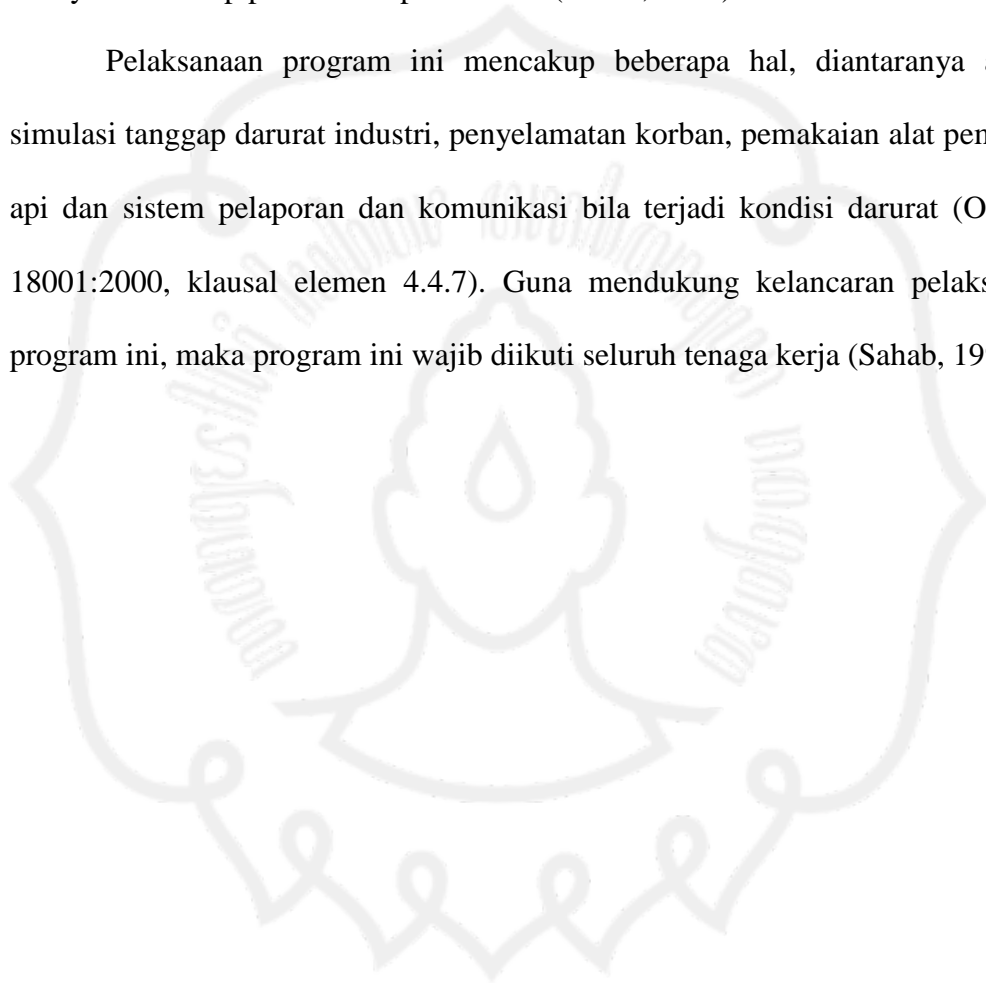 Pelaksanaan program ini mencakup beberapa hal, diantaranya
simulasi tanggap darurat industri, penyelamatan korban, pemakaian alat
api dan sistem pelaporan dan komunikasi bila terjadi kondisi darurat
18001:2000, klausal elemen 4.4.7). Guna mendukung kelancaran
program ini, maka program ini wajib diikuti seluruh tenaga kerja (Sahab,